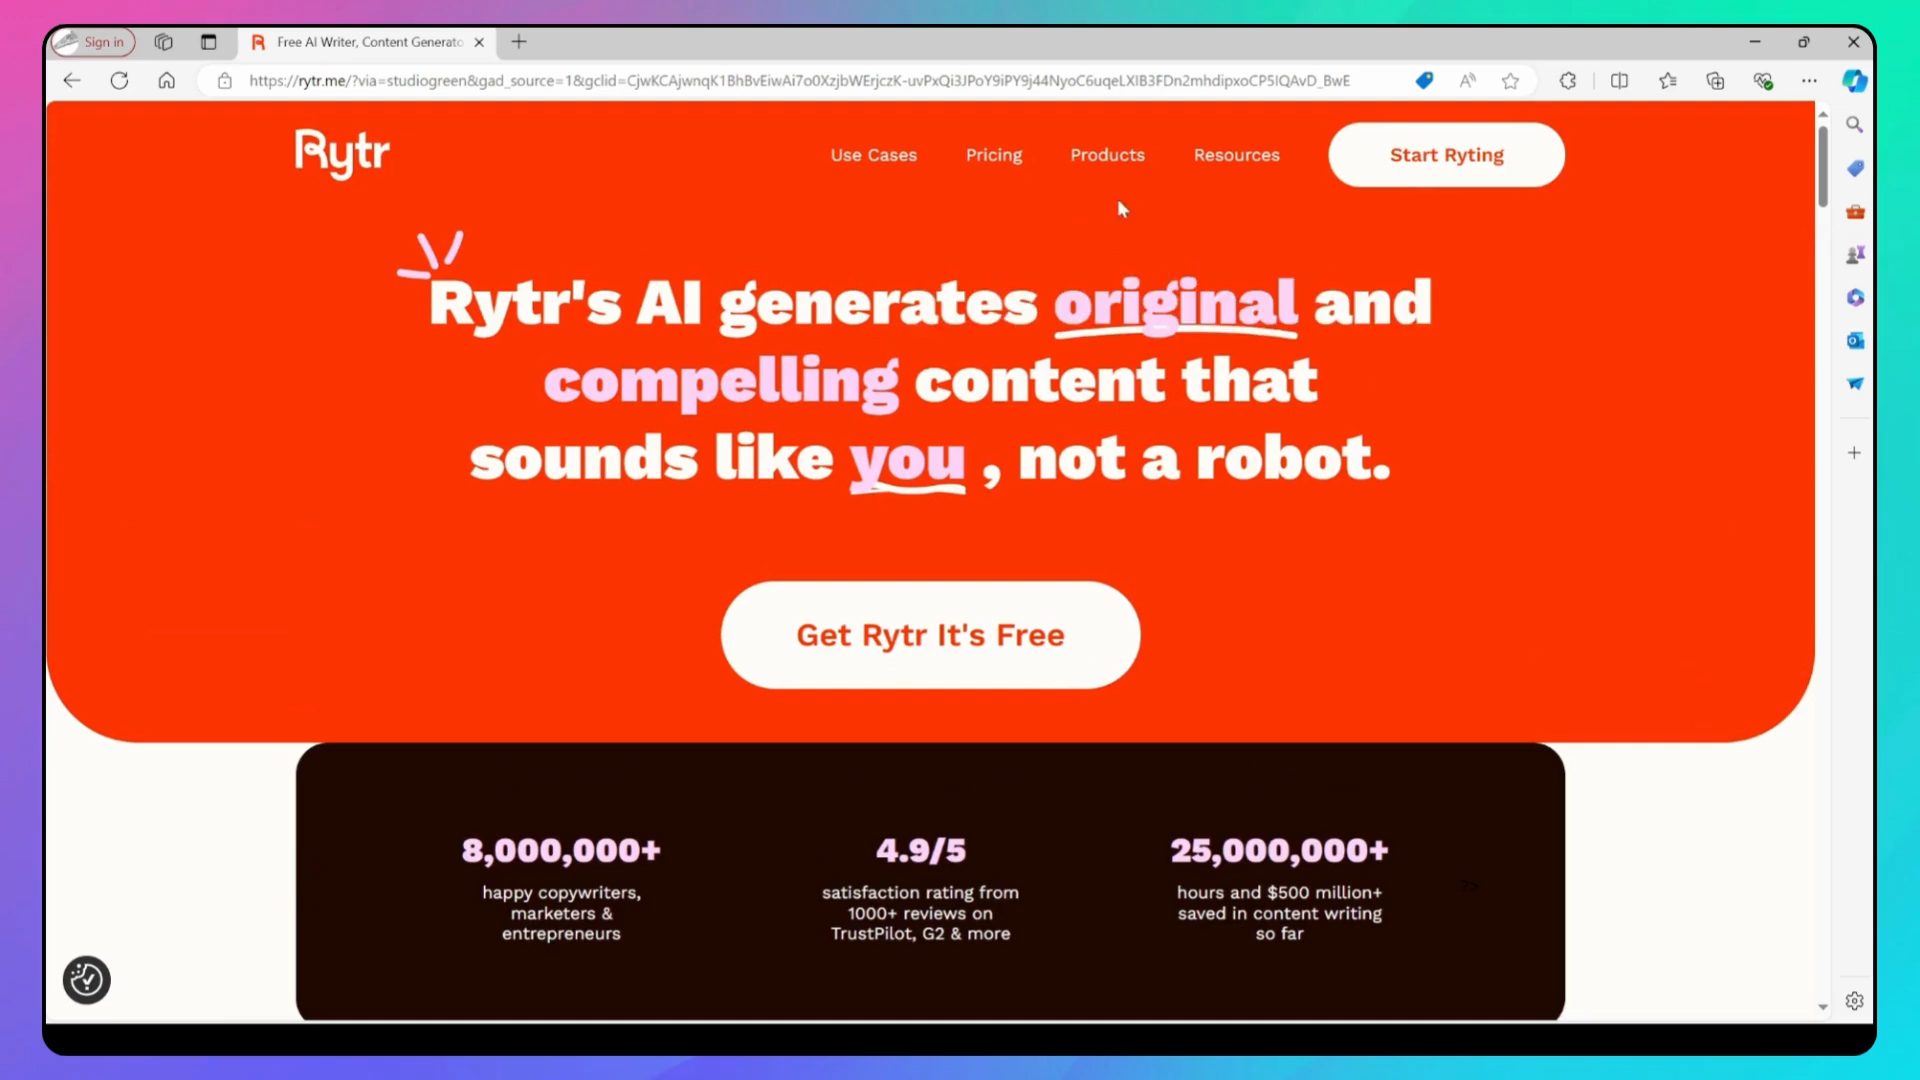 Sign in
Free AI Writer, Content Generato
https://rytr.me/?via=studiogreen&gad_source=1&gclid=CjwKCAjwnqK1BhBvEiwAi7o0XzjbWErjczK-uvPxQi3JPoY9iPY9j44NyoC6uqeLXIB3FDn2mhdipxoCP5IQAvD_BwE
Rytr
Use Cases
Pricing
Products
Resources
Start Ryting
Rytr's AI generates original and
compelling content that
sounds like you , not a robot.
Get Rytr It's Free
8,000,000+
happy copywriters,
marketers &
entrepreneurs
4.9/5
satisfaction rating from
1000+ reviews on
TrustPilot, G2 & more
25,000,000+
hours and $500 million+
saved in content writing
so far